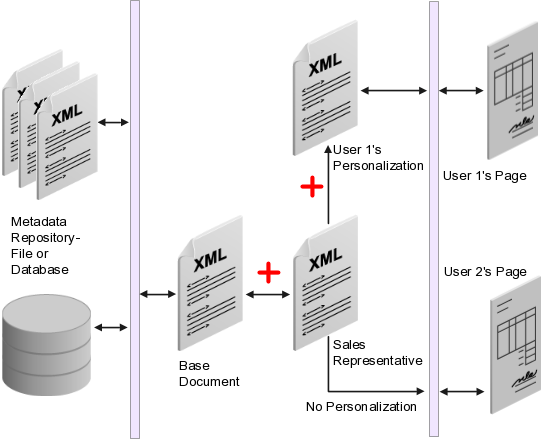 XML
XML
XML
XML
User 1's
Personalization
User 1's Page
Metadata
Repository-
File or
Database
XML
XML
User 2's Page
Base
Document
Sales
Representative
No Personalization